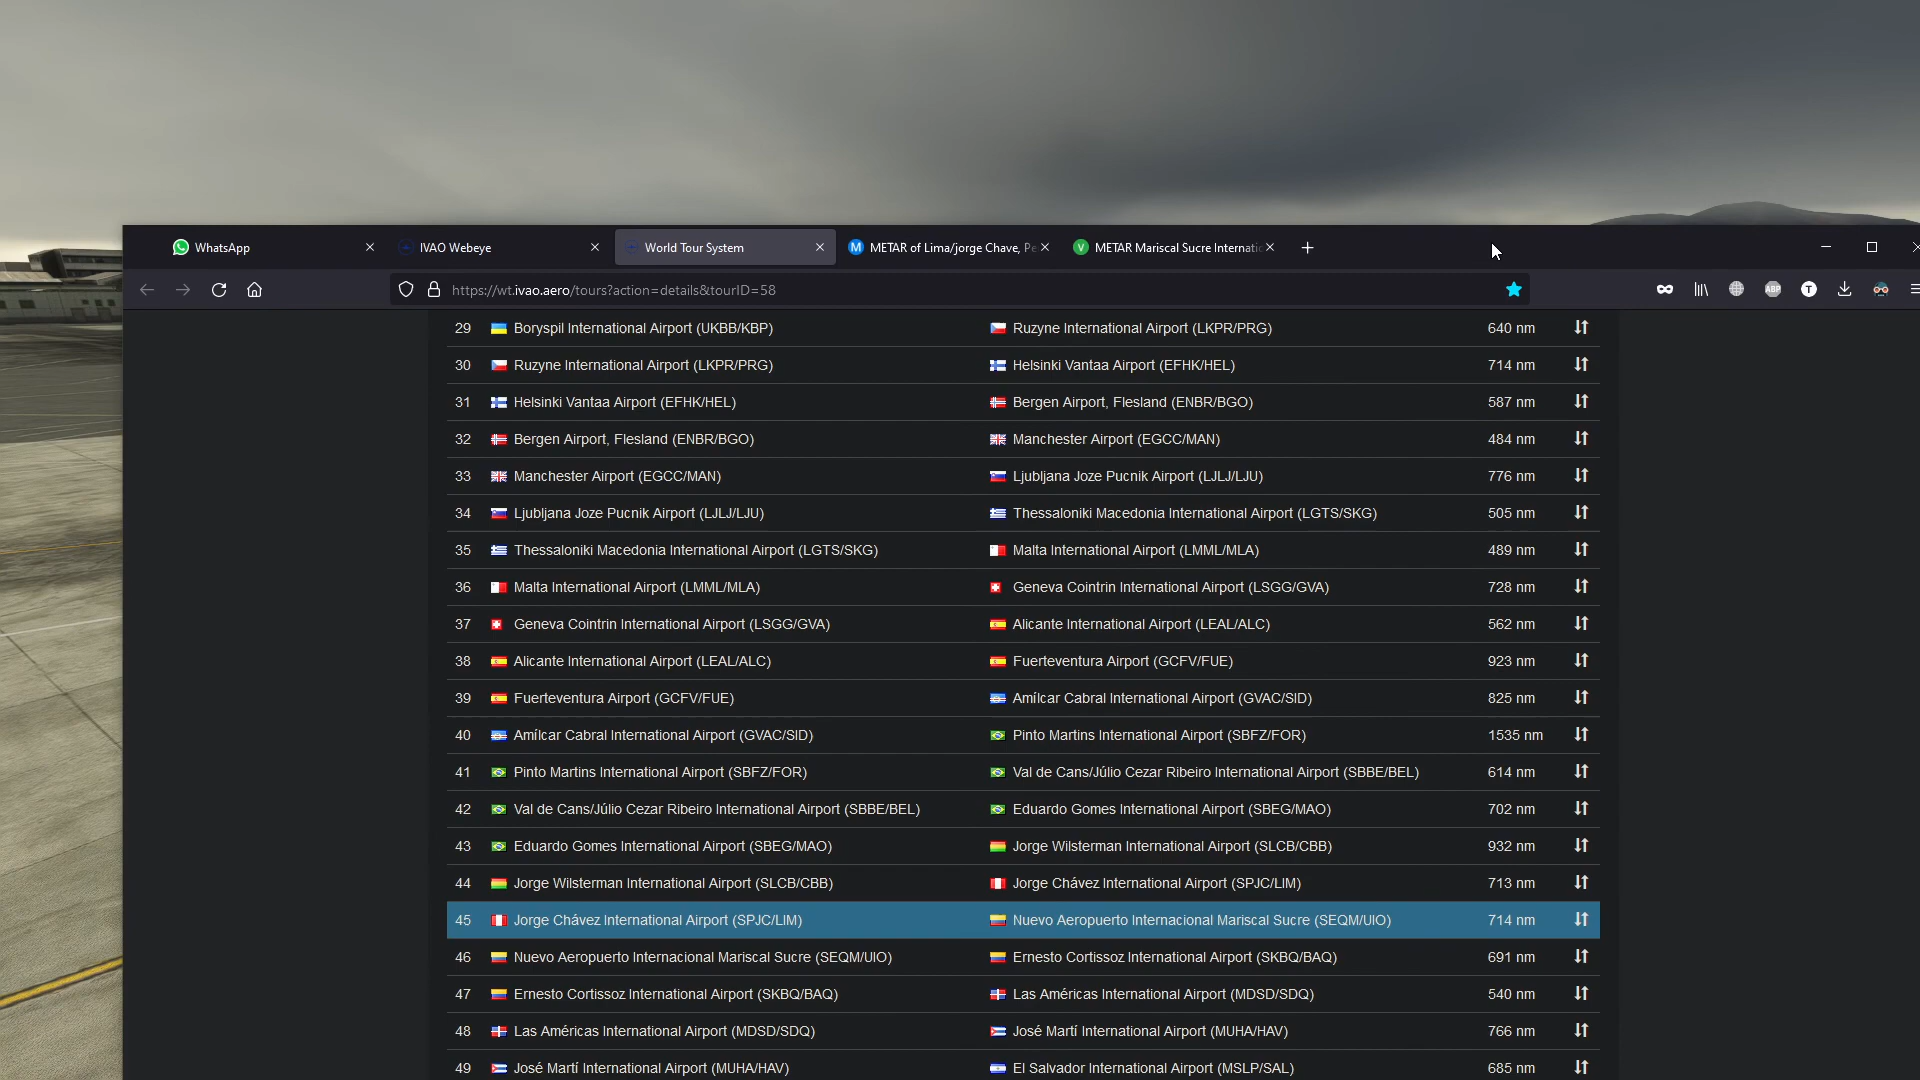 WhatsApp
IVAO Webeye
World Tour System
METAR of Lima/jorge Chave, Pe
METAR Mariscal Sucre Internatio
https://wt.ivao.aero/tours?action=details&tourID=58
ABP
T
29 Boryspil International Airport (UKBB/KBP) Ruzyne International Airport (LKPR/PRG) 640 nm
30 Ruzyne International Airport (LKPR/PRG) Helsinki Vantaa Airport (EFHK/HEL) 714 nm
31 Helsinki Vantaa Airport (EFHK/HEL) Bergen Airport, Flesland (ENBR/BGO) 587 nm
32 Bergen Airport, Flesland (ENBR/BGO) Manchester Airport (EGCC/MAN) 484 nm
33 Manchester Airport (EGCC/MAN) Ljubljana Joze Pucnik Airport (LJLJ/LJU) 776 nm
34 Ljubljana Joze Pucnik Airport (LJLJ/LJU) Thessaloniki Macedonia International Airport (LGTS/SKG) 505 nm
35 Thessaloniki Macedonia International Airport (LGTS/SKG) Malta International Airport (LMML/MLA) 489 nm
36 Malta International Airport (LMML/MLA) Geneva Cointrin International Airport (LSGG/GVA) 728 nm
37 Geneva Cointrin International Airport (LSGG/GVA) Alicante International Airport (LEAL/ALC) 562 nm
38 Alicante International Airport (LEAL/ALC) Fuerteventura Airport (GCFV/FUE) 923 nm
39 Fuerteventura Airport (GCFV/FUE) Amílcar Cabral International Airport (GVAC/SID) 825 nm
40 Amílcar Cabral International Airport (GVAC/SID) Pinto Martins International Airport (SBFZ/FOR) 1535 nm
41 Pinto Martins International Airport (SBFZ/FOR) Val de Cans/Júlio Cezar Ribeiro International Airport (SBBE/BEL) 614 nm
42 Val de Cans/Júlio Cezar Ribeiro International Airport (SBBE/BEL) Eduardo Gomes International Airport (SBEG/MAO) 702 nm
43 Eduardo Gomes International Airport (SBEG/MAO) Jorge Wilsterman International Airport (SLCB/CBB) 932 nm
44 Jorge Wilsterman International Airport (SLCB/CBB) Jorge Chávez International Airport (SPJC/LIM) 713 nm
45 Jorge Chávez International Airport (SPJC/LIM) Nuevo Aeropuerto Internacional Mariscal Sucre (SEQM/UIO) 714 nm
46 Nuevo Aeropuerto Internacional Mariscal Sucre (SEQM/UIO) Ernesto Cortissoz International Airport (SKBQ/BAQ) 691 nm
47 Ernesto Cortissoz International Airport (SKBQ/BAQ) Las Américas International Airport (MDSD/SDQ) 540 nm
48 Las Américas International Airport (MDSD/SDQ) José Martí International Airport (MUHA/HAV) 766 nm
49 José Martí International Airport (MUHA/HAV) El Salvador International Airport (MSLP/SAL) 685 nm